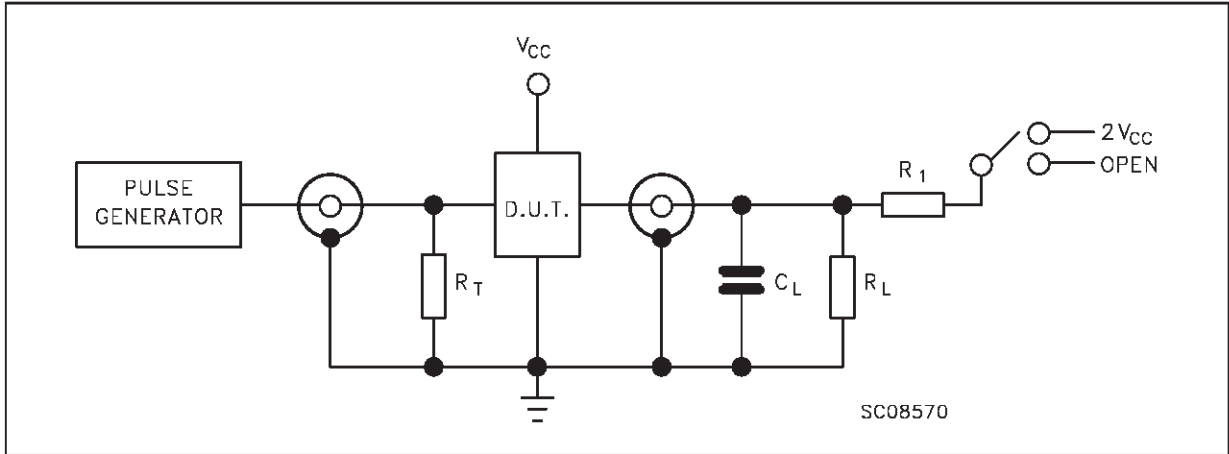 VCC
2VCC
OPEN
R1
PULSE
GENERATOR
D.U.T.
RT
CL
RL
SC08570